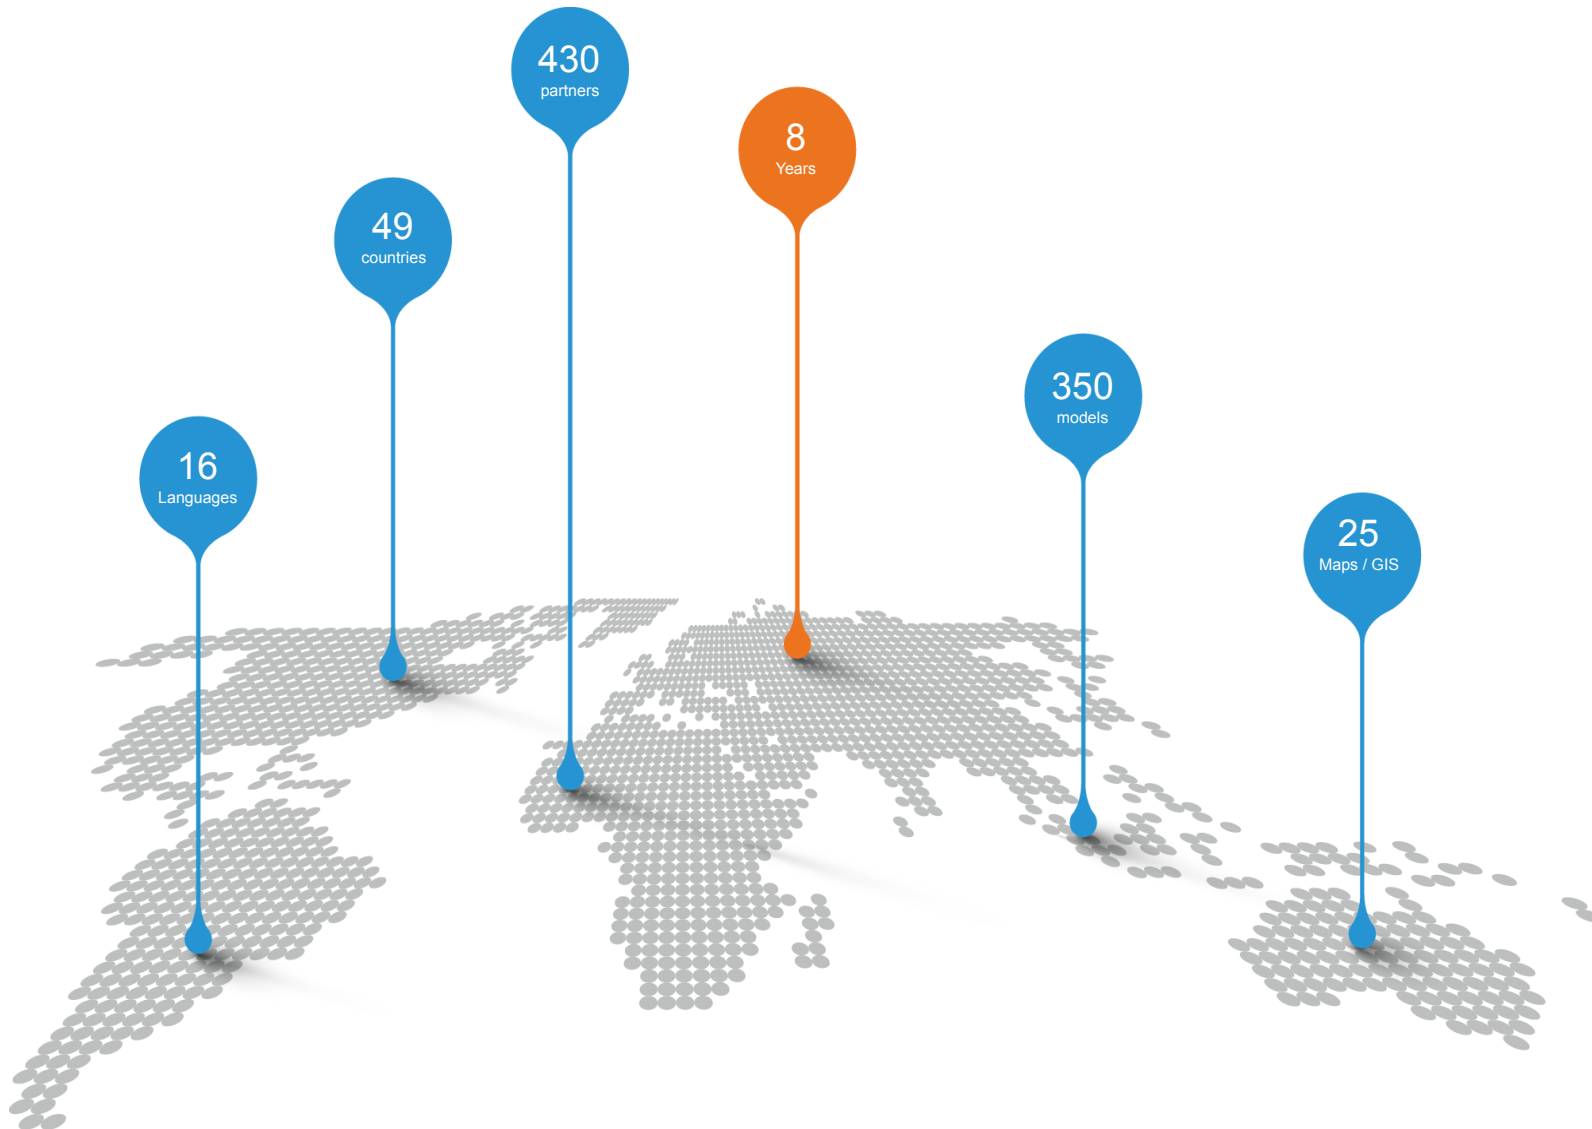 430
partners
8
Years
49
countries
350
models
16
Languages
25
Maps / GIS